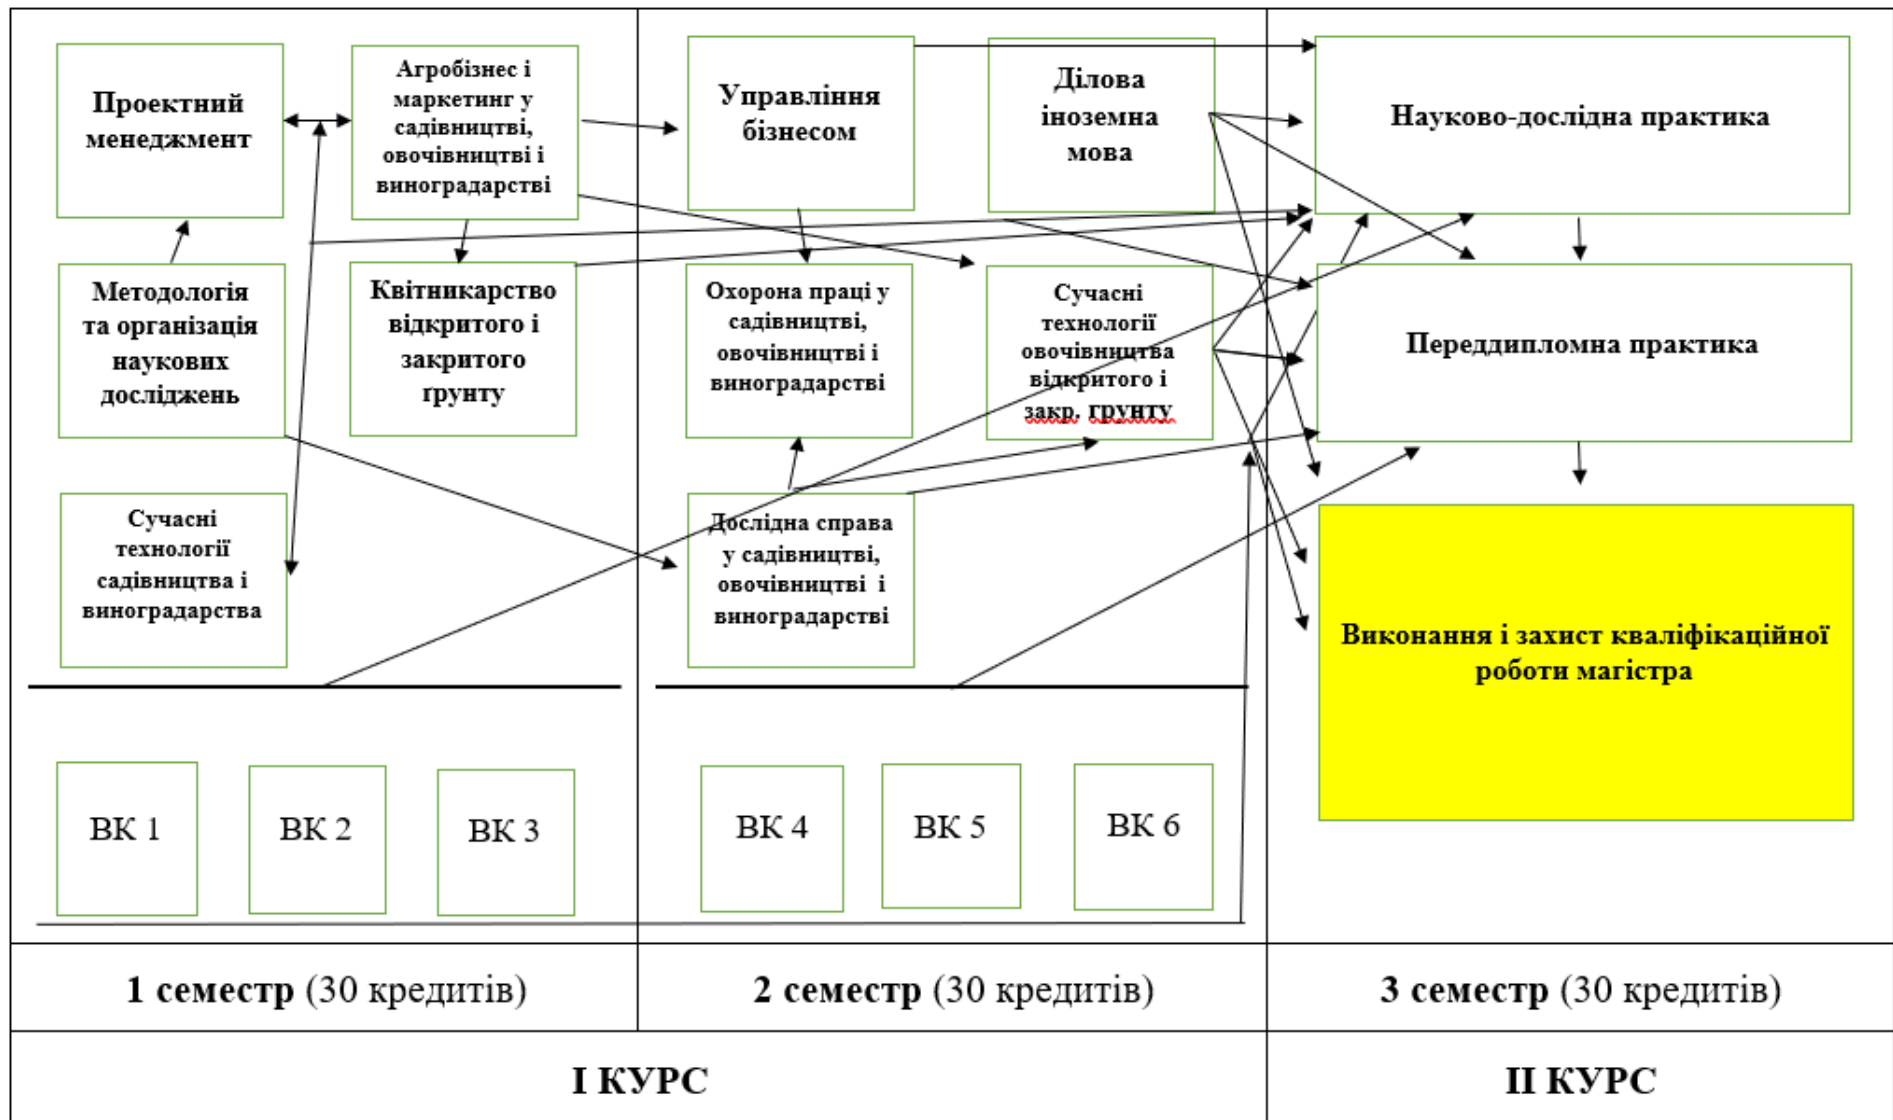 Проектний
менеджмент
Агробізнес і
маркетинг у
садівництві,
овочівництві і
виноградарстві
Управління
бізнесом
Ділова
іноземна
мова
Науково-дослідна практика
Методологія
та організація
наукових
досліджень
Квітникарство
відкритого і
закритого
ґрунту
Охорона праці у
садівництві,
овочівництві і
виноградарстві
Сучасні
технології
овочівництва
відкритого і
закр. грунту
Переддипломна практика
Сучасні
технології
садівництва і
виноградарства
Дослідна справа
у садівництві,
овочівництві і
виноградарстві
Виконання і захист кваліфікаційної
роботи магістра
ВК 1
ВК 2
ВК 3
ВК 4
ВК 5
ВК 6
1 семестр (30 кредитів)
2 семестр (30 кредитів)
3 семестр (30 кредитів)
І КУРС
ІІ КУРС